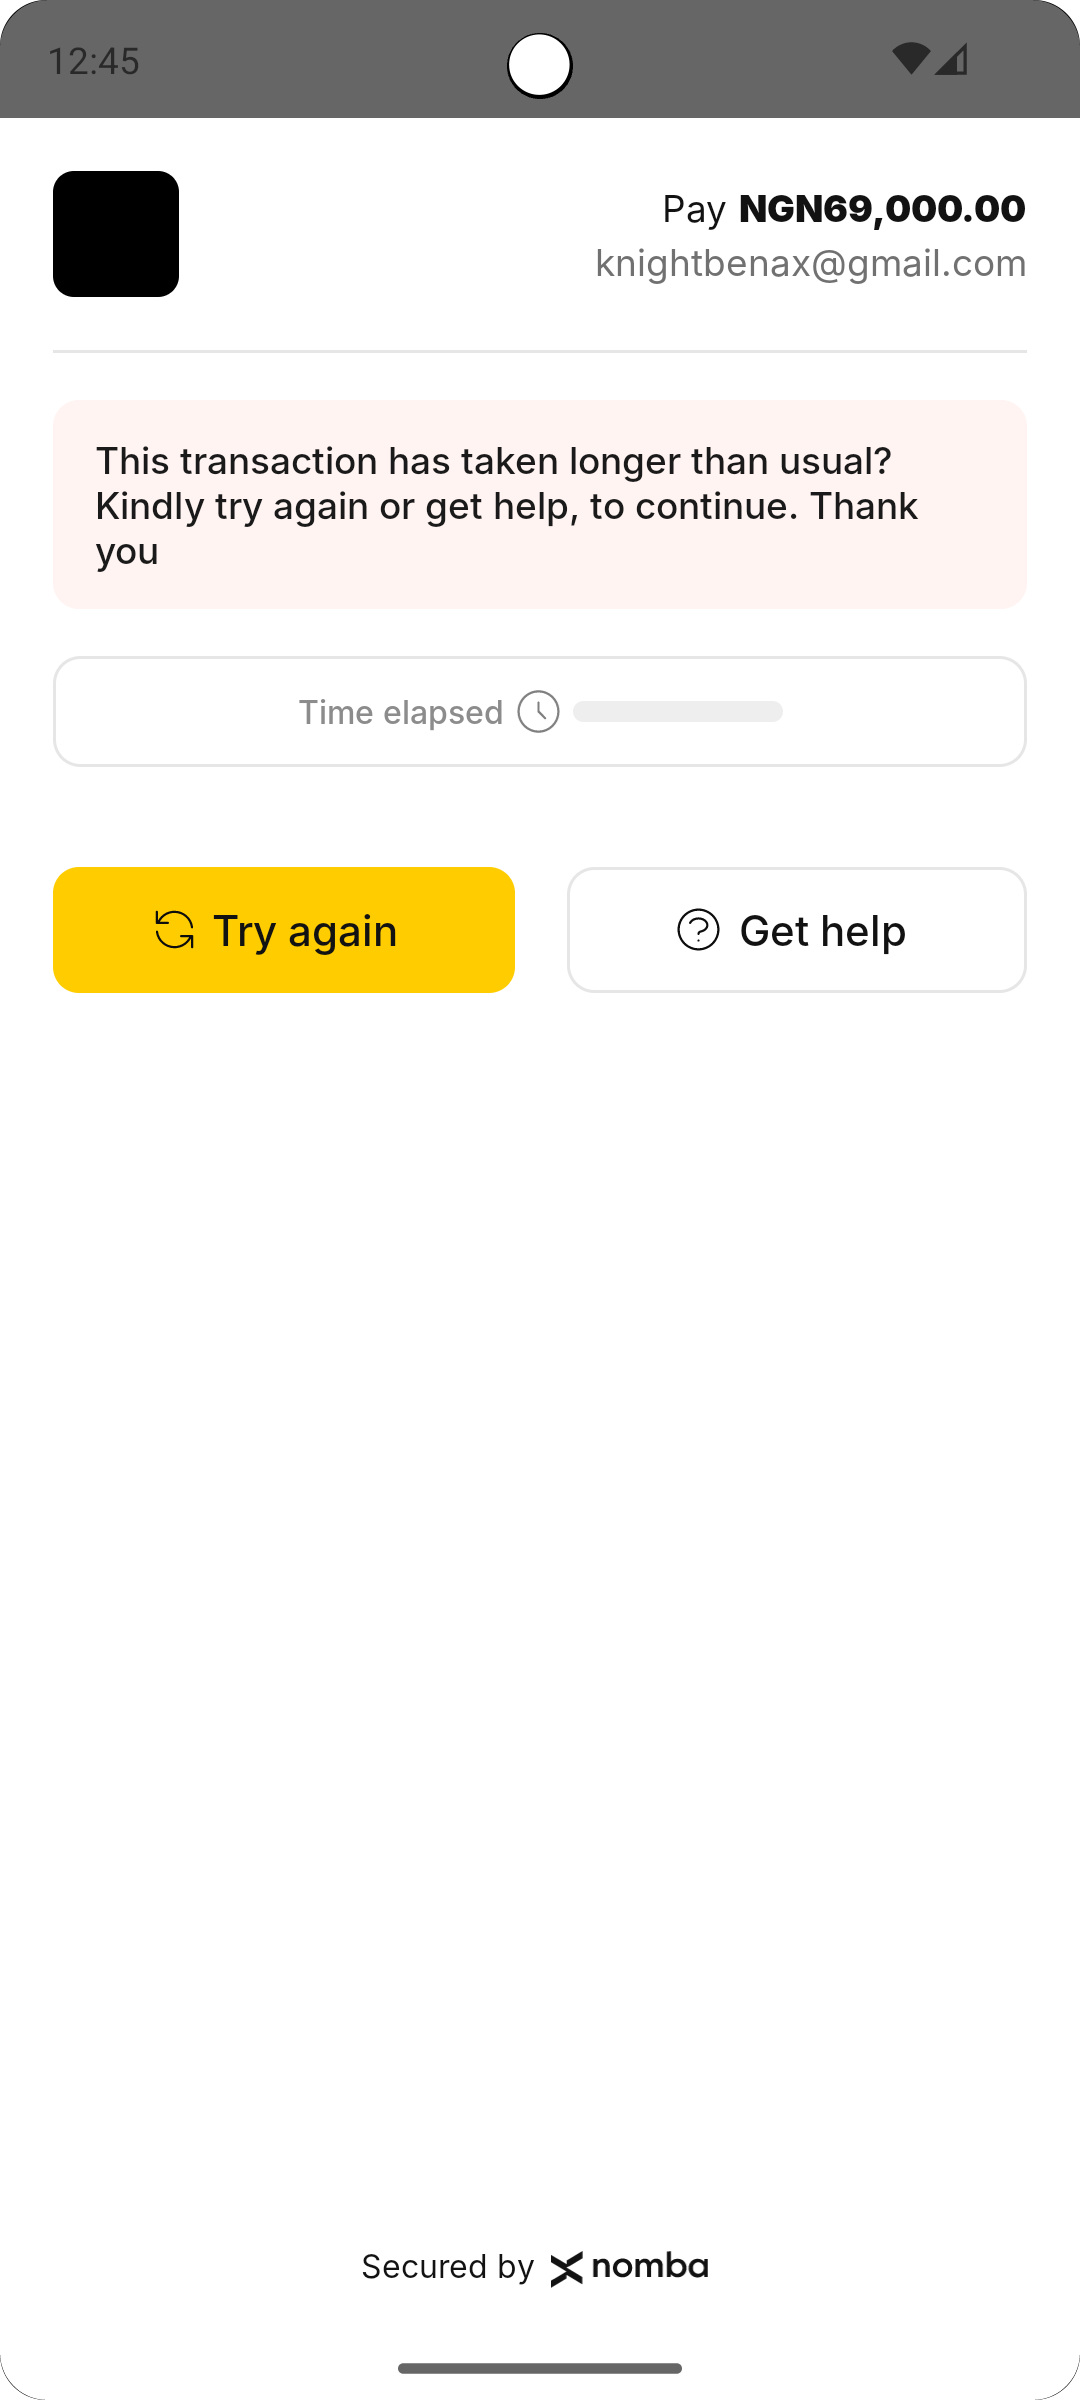 12:45
Pay NGN69,000.00
knightbenax@gmail.com
This transaction has taken longer than usual?
Kindly try again or get help, to continue. Thank
you
Time elapsed
Try again
Get help
Secured by nomba